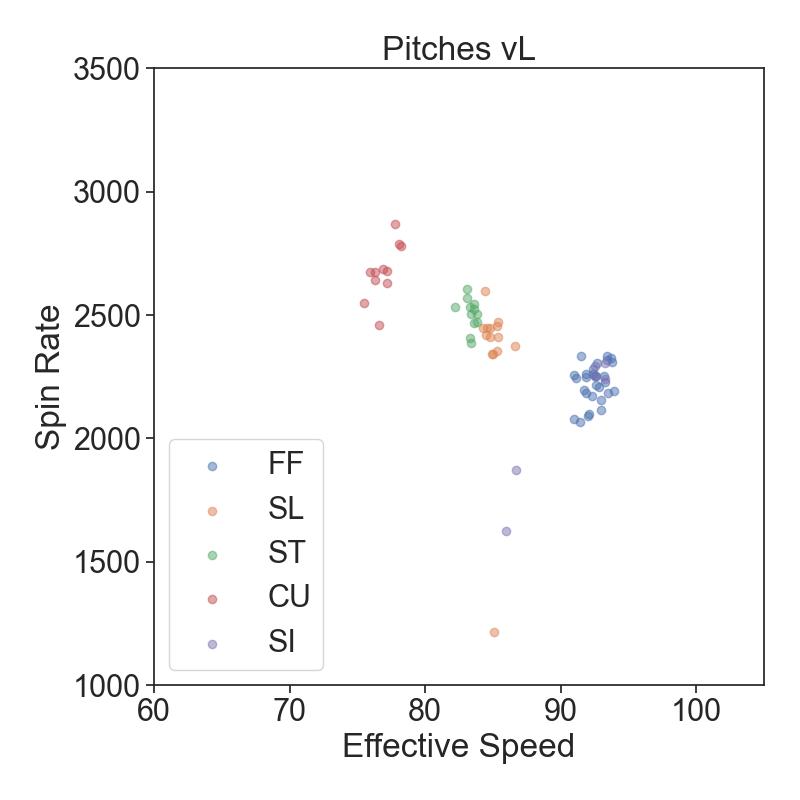 Pitches vL
3500
3000
2500
2000
1500
1000
Spin Rate
FF
SL
ST
CU
SI
60 70 80 90 100
Effective Speed